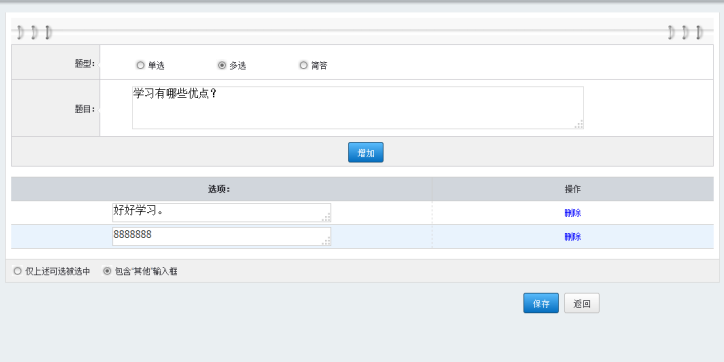 题型： 单选 多选 简答
题目： 学习有哪些优点？
增加
选项： 操作
好好学习。 删除
8888888 删除
仅上述可选被选中 包含“其他”输入框
保存 返回